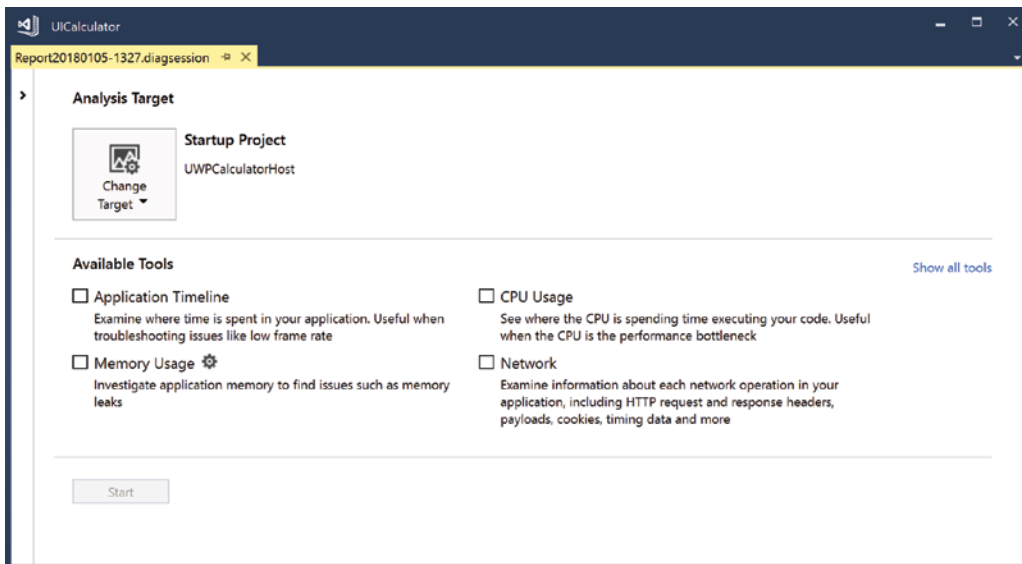 UICalculator
Report20180105-1327.diagsession
Analysis Target
Change
Target
Startup Project
UWPCalculatorHost
Available Tools
Show all tools
Application Timeline
Examine where time is spent in your application. Useful when
troubleshooting issues like low frame rate
CPU Usage
See where the CPU is spending time executing your code. Useful
when the CPU is the performance bottleneck
Memory Usage
Investigate application memory to find issues such as memory
leaks
Network
Examine information about each network operation in your
application, including HTTP request and response headers,
payloads, cookies, timing data and more
Start